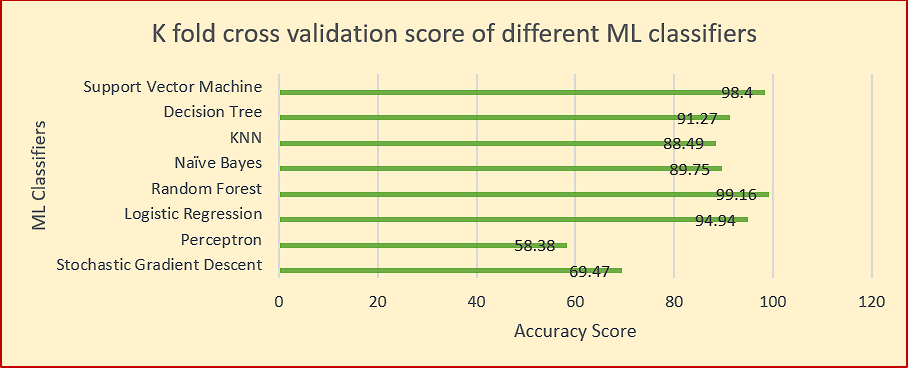 K fold cross validation score of different ML classifiers
ML Classifiers
Support Vector Machine 98.4
Decision Tree 91.27
KNN 88.49
Naïve Bayes 89.75
Random Forest 99.16
Logistic Regression 94.94
Perceptron 58.38
Stochastic Gradient Descent 69.47
0 20 40 60 80 100 120
Accuracy Score